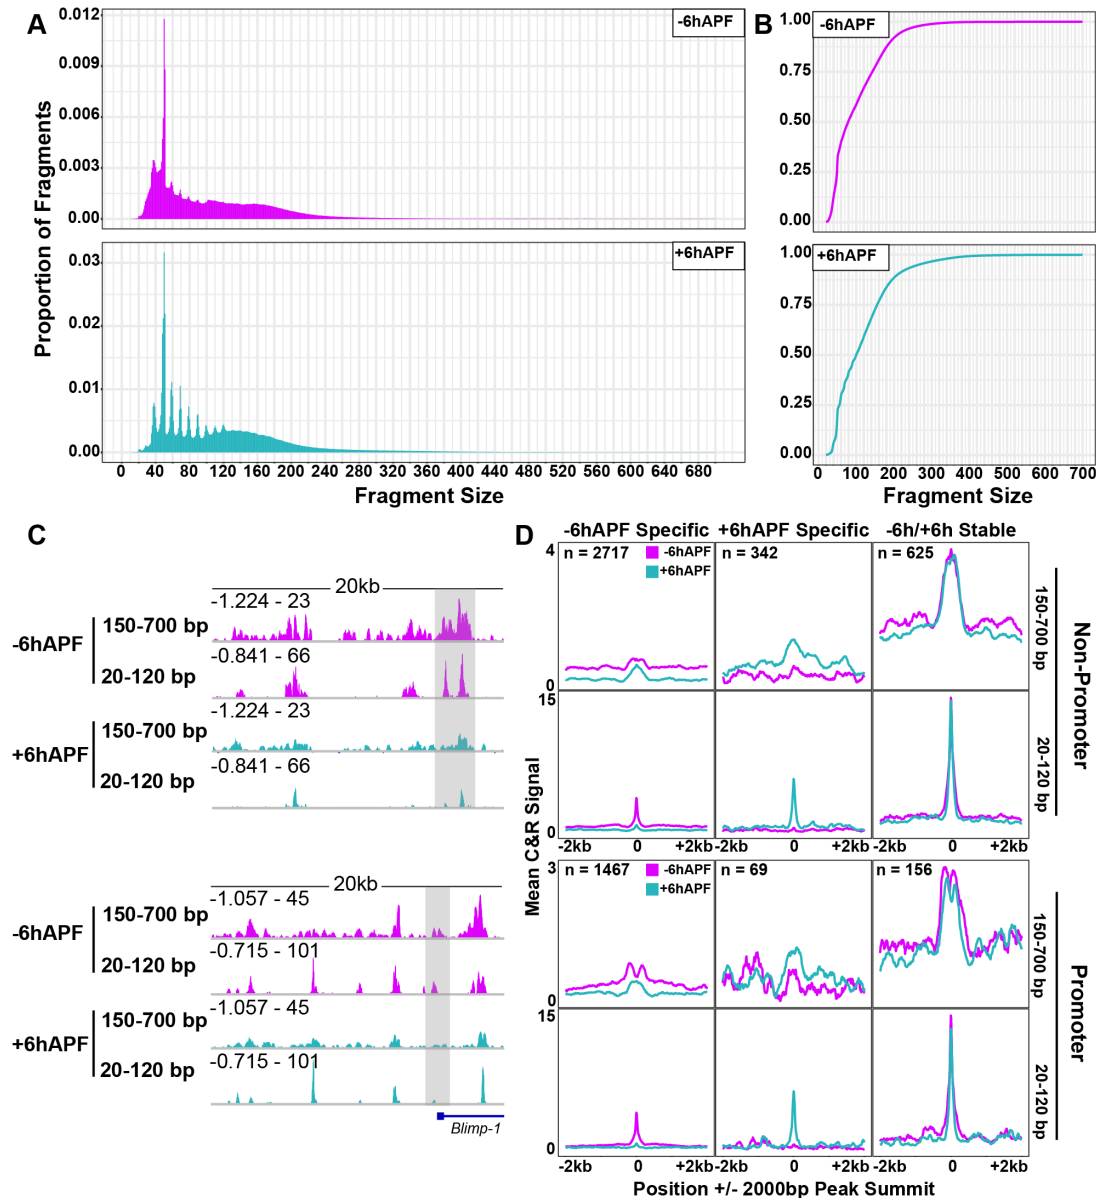 A
-6hAPF
0.012
0.009
0.006
0.003
0.00
+6hAPF
0.03
0.02
0.01
0.00
Proportion of Fragments
0 40 80 120 160 200 240 280 320 360 400 440 480 520 560 600 640 680
Fragment Size
B
-6hAPF
1.00
0.75
0.50
0.25
0.00
+6hAPF
1.00
0.75
0.50
0.25
0.00
0 100 200 300 400 500 600 700
Fragment Size
C
20kb
-6hAPF
150-700 bp
-1.224 - 23
20-120 bp
-0.841 - 66
+6hAPF
150-700 bp
-1.224 - 23
20-120 bp
-0.841 - 66
20kb
-6hAPF
150-700 bp
-1.057 - 45
20-120 bp
-0.715 - 101
+6hAPF
150-700 bp
-1.057 - 45
20-120 bp
-0.715 - 101
Blimp-1
D
-6hAPF Specific +6hAPF Specific -6h/+6h Stable
n = 2717
-6hAPF
+6hAPF
n = 342
n = 625
4
0
150-700 bp
15
0
20-120 bp
Non-Promoter
-2kb 0 +2kb -2kb 0 +2kb -2kb 0 +2kb
n = 1467
-6hAPF
+6hAPF
n = 69
n = 156
3
0
150-700 bp
15
0
20-120 bp
Promoter
-2kb 0 +2kb -2kb 0 +2kb -2kb 0 +2kb
Mean C&R Signal
Position +/- 2000bp Peak Summit